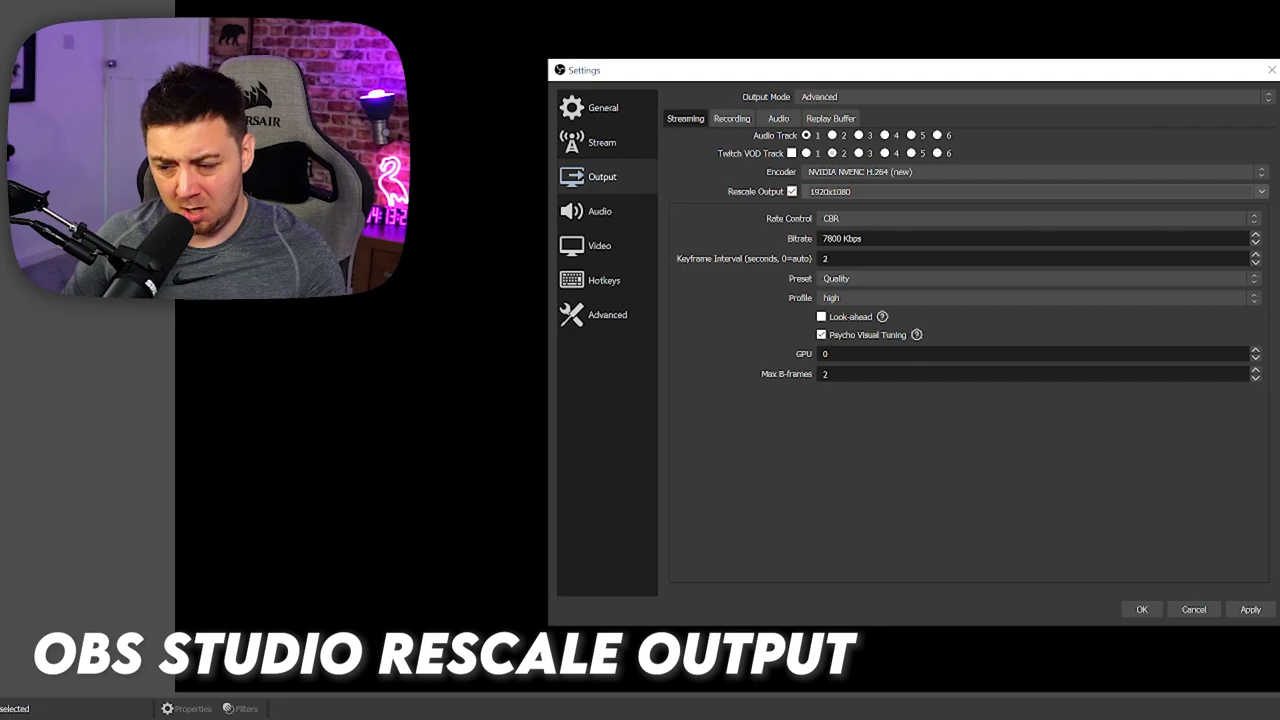 Settings
Output Mode Advanced
General
Stream
Output
Audio
Video
Hotkeys
Advanced
Streaming Recording Audio Replay Buffer
Audio Track 1 2 3 4 5 6
Twitch VOD Track 1 2 3 4 5 6
Encoder NVIDIA NVENC H.264 (new)
Rescale Output 1920x1080
Rate Control CBR
Bitrate 7800 Kbps
Keyframe Interval (seconds, 0=auto) 2
Preset Quality
Profile high
Look-ahead ?
Psycho Visual Tuning ?
GPU 0
Max B-frames 2
OK Cancel Apply
OBS STUDIO RESCALE OUTPUT
selected Properties Filters